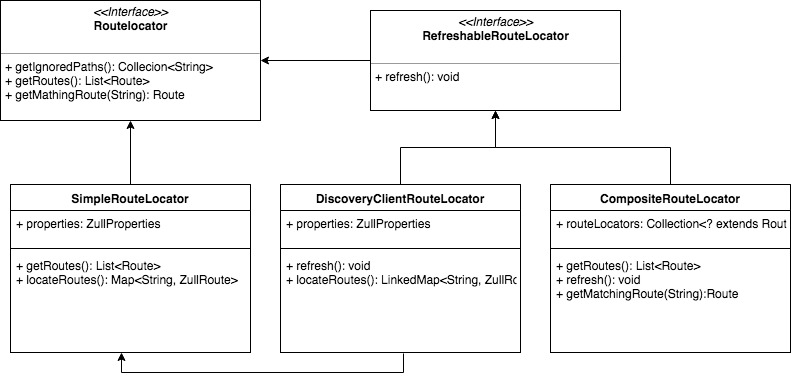 <<Interface>>
Routelocator
+ getIgnoredPaths(): Collecion<String>
+ getRoutes(): List<Route>
+ getMathingRoute(String): Route
<<Interface>>
RefreshableRouteLocator
+ refresh(): void
SimpleRouteLocator
+ properties: ZullProperties
+ getRoutes(): List<Route>
+ locateRoutes(): Map<String, ZullRoute>
DiscoveryClientRouteLocator
+ properties: ZullProperties
+ refresh(): void
+ locateRoutes(): LinkedMap<String, ZullRo
CompositeRouteLocator
+ routeLocators: Collection<? extends Rout
+ getRoutes(): List<Route>
+ refresh(): void
+ getMatchingRoute(String):Route